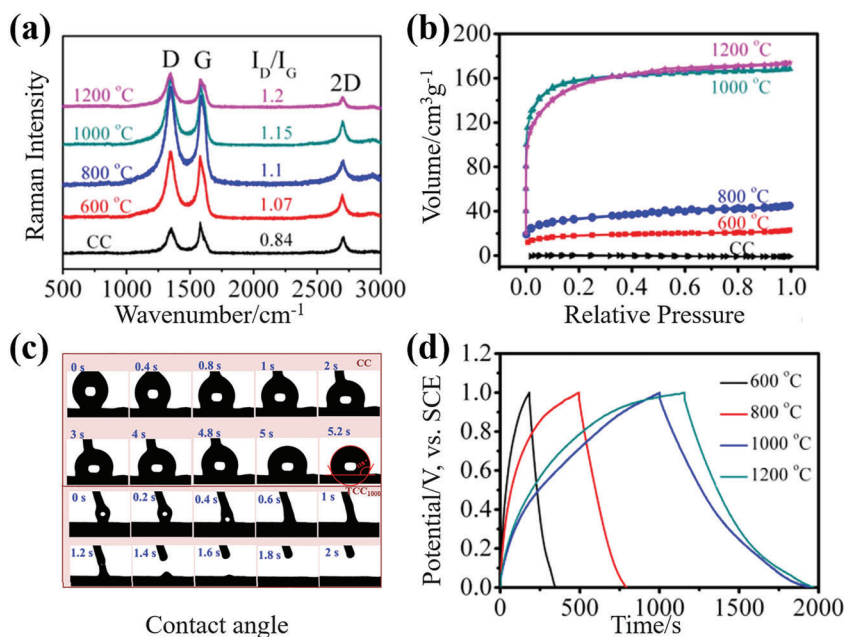 (a)
D G I_D/I_G 2D
1200 °C 1.2
1000 °C 1.15
800 °C 1.1
600 °C 1.07
CC 0.84
Raman Intensity
500 1000 1500 2000 2500 3000
Wavenumber/cm⁻¹
(b)
200
160
120
80
40
0
1200 °C
1000 °C
800 °C
600 °C
CC
Volume/cm³g⁻¹
0.0 0.2 0.4 0.6 0.8 1.0
Relative Pressure
(c)
CC
0 s 0.4 s 0.8 s 1 s 2 s
3 s 4 s 4.8 s 5 s 5.2 s
TCC₁₀₀₀
0 s 0.2 s 0.4 s 0.6 s 1 s
1.2 s 1.4 s 1.6 s 1.8 s 2 s
Contact angle
(d)
1.2
1.0
0.8
0.6
0.4
0.2
0.0
600 °C
800 °C
1000 °C
1200 °C
Potential/V, vs. SCE
0 500 1000 1500 2000
Time/s